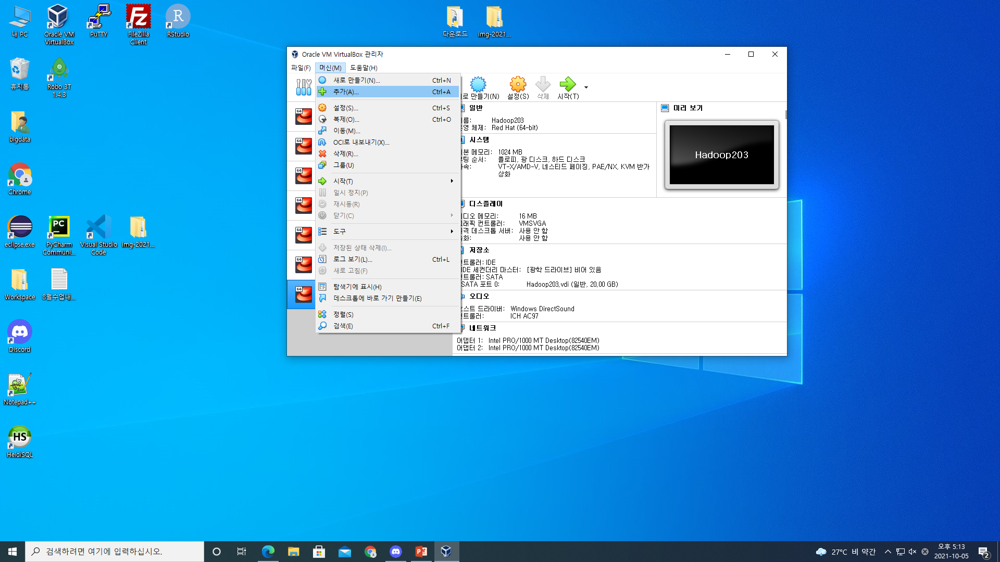 내 PC
Oracle VM
VirtualBox
PuTTY
FileZilla
Client
RStudio
다운로드
img-2021...
휴지통
Robo 3T
1.4.3
bigdata
Chrome
eclipse.exe
PyCharm
Communi...
Visual Studio
Code
img-2021...
Workspace
8월수업내...
Discord
Notepad++
HeidiSQL
Oracle VM VirtualBox 관리자
파일(F) 머신(M) 도움말(H)
새로 만들기(N)... Ctrl+N
추가(A)... Ctrl+A
설정(S)... Ctrl+S
복제(O)... Ctrl+O
이동(M)...
OCI로 내보내기(X)...
삭제(R)...
그룹(U)
시작(T)
일시 정지(P)
재시동(R)
닫기(C)
도구
저장된 상태 삭제(I)...
로그 보기(L)... Ctrl+L
새로 고침(F)
탐색기에 표시(H)
데스크톱에 바로 가기 만들기(E)
정렬(S)
검색(E) Ctrl+F
로 만들기(N) 설정(S) 삭제 시작(T)
일반
름: Hadoop203
영 체제: Red Hat (64-bit)
시스템
본 메모리: 1024 MB
팅 순서: 플로피, 광 디스크, 하드 디스크
속: VT-x/AMD-V, 네스티드 페이징, PAE/NX, KVM 반가
상화
미리 보기
Hadoop203
디스플레이
디오 메모리: 16 MB
래픽 컨트롤러: VMSVGA
격 데스크톱 서버: 사용 안 함
화: 사용 안 함
저장소
트롤러: IDE
IDE 세컨더리 마스터: [광학 드라이브] 비어 있음
트롤러: SATA
SATA 포트 0: Hadoop203.vdi (일반, 20.00 GB)
오디오
스트 드라이버: Windows DirectSound
트롤러: ICH AC97
네트워크
어댑터 1: Intel PRO/1000 MT Desktop(82540EM)
어댑터 2: Intel PRO/1000 MT Desktop(82540EM)
검색하려면 여기에 입력하십시오.
27°C 비 약간
오후 5:13
2021-10-05
2